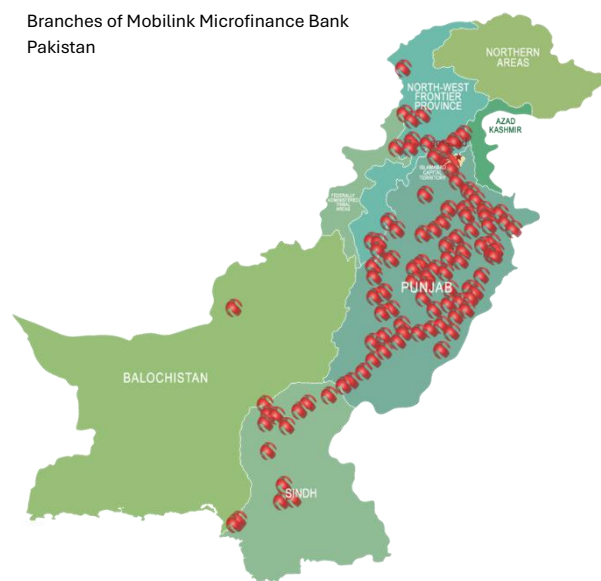 Branches of Mobilink Microfinance Bank
Pakistan
NORTHERN
AREAS
NORTH-WEST
FRONTIER
PROVINCE
AZAD
KASHMIR
ISLAMABAD
CAPITAL
TERRITORY
FEDERALLY
ADMINISTERED
TRIBAL
AREAS
PUNJAB
BALOCHISTAN
SINDH